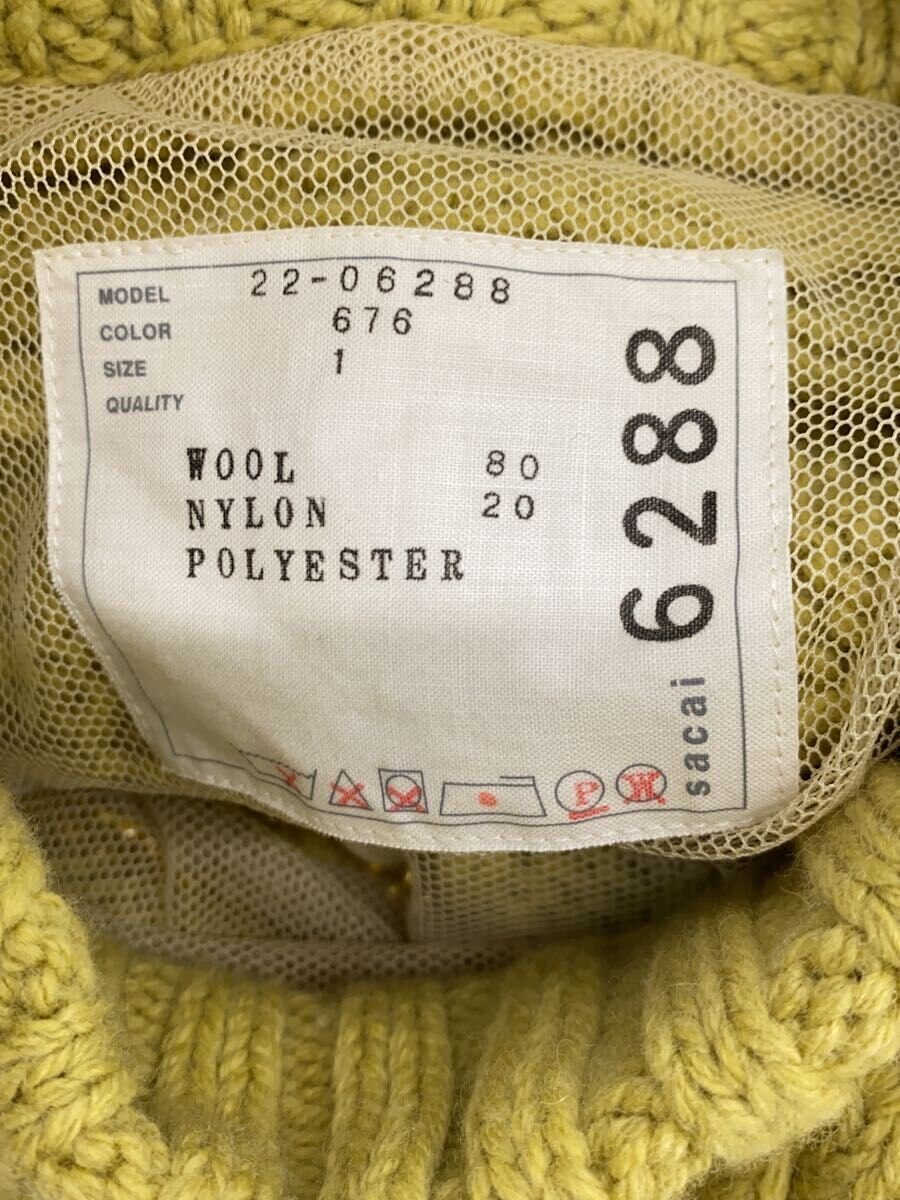 MODEL 22-06288
COLOR 676
SIZE 1
QUALITY
WOOL 80
NYLON 20
POLYESTER
sacai 6288
P
W